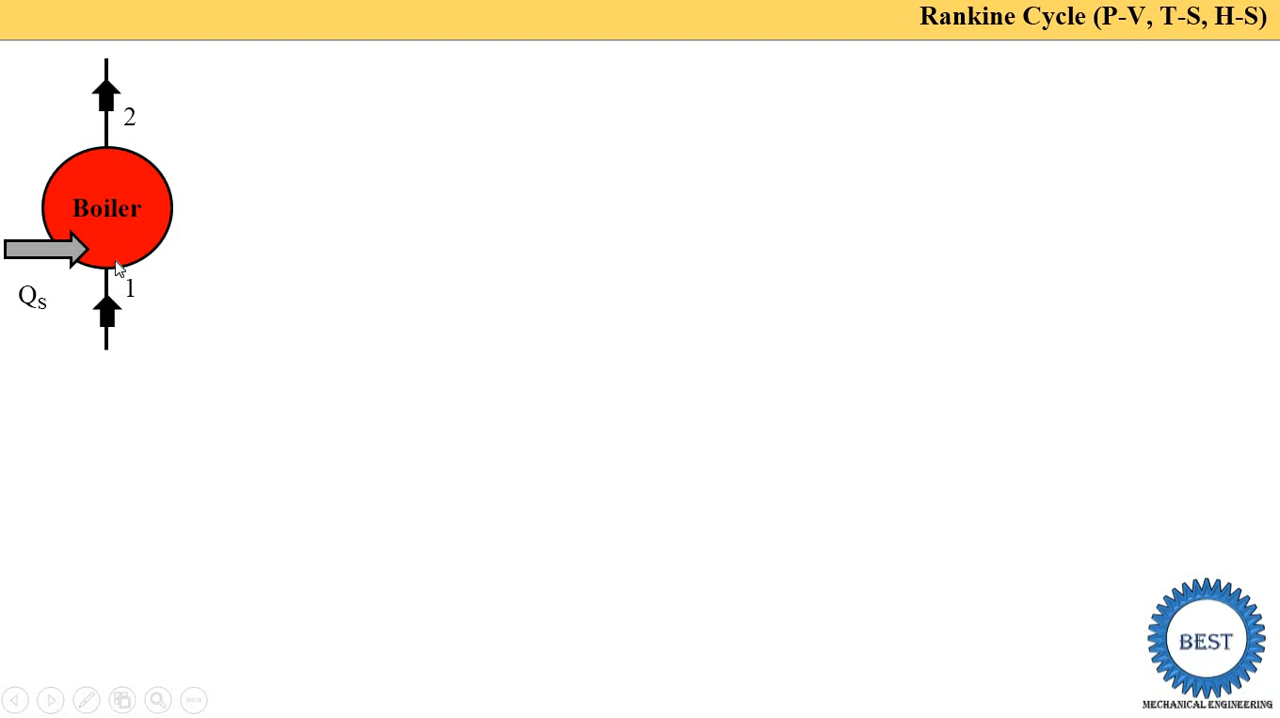 Rankine Cycle (P-V, T-S, H-S)
2
Boiler
1
Qs
BEST
MECHANICAL ENGINEERING